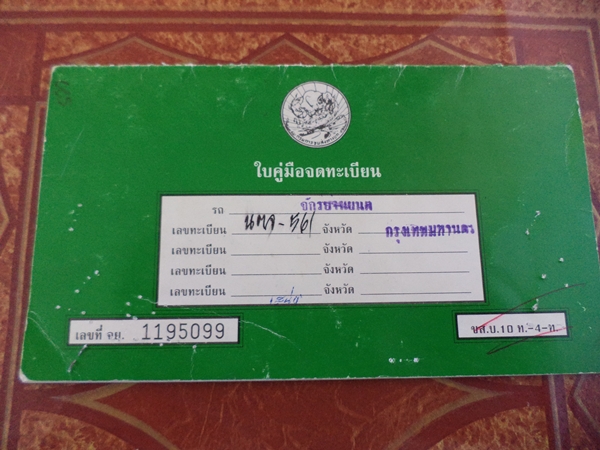 ใบคู่มือจดทะเบียน
รถ จักรยานยนต์
เลขทะเบียน -561 จังหวัด กรุงเทพมหานคร
เลขทะเบียน จังหวัด
เลขทะเบียน จังหวัด
เลขทะเบียน จังหวัด
เลขที่ จย. 1195099
ขส.บ.10 ท.-4-ท.